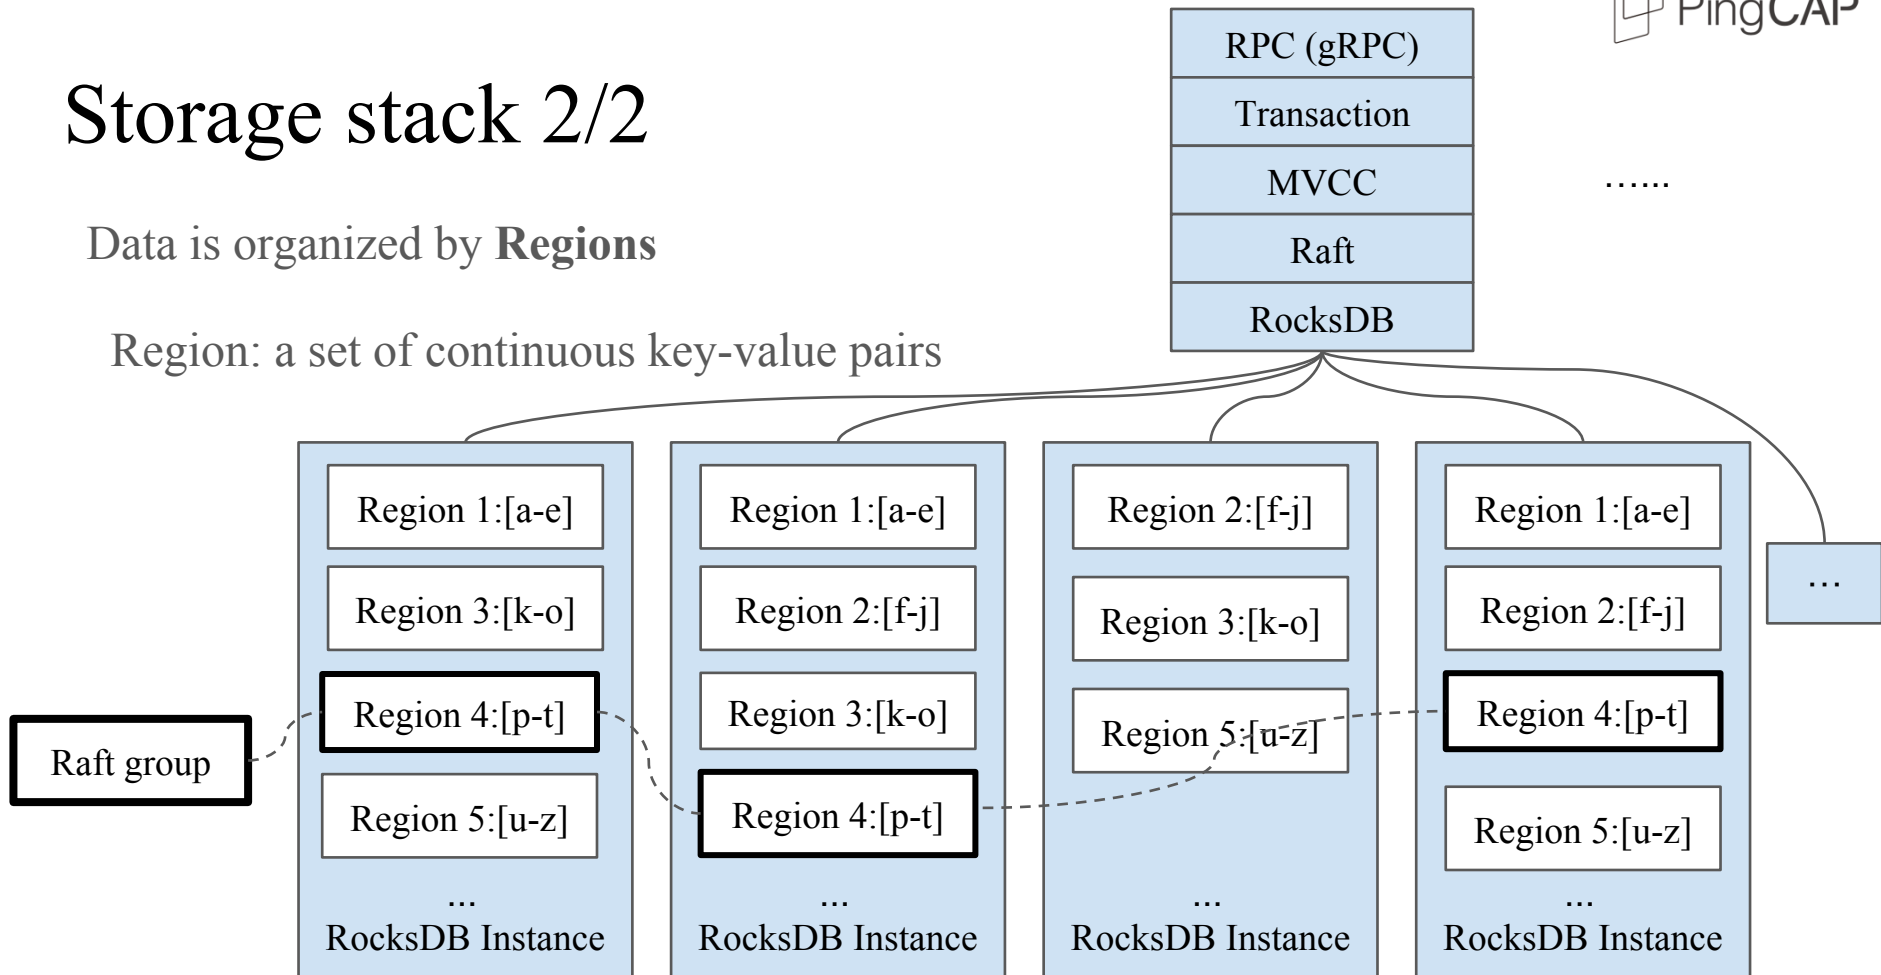 PingCAP
Storage stack 2/2
Data is organized by Regions
Region: a set of continuous key-value pairs
RPC (gRPC)
Transaction
MVCC
Raft
RocksDB
…...
Raft group
Region 1:[a-e]
Region 3:[k-o]
Region 4:[p-t]
Region 5:[u-z]
...
RocksDB Instance
Region 1:[a-e]
Region 2:[f-j]
Region 3:[k-o]
Region 4:[p-t]
...
RocksDB Instance
Region 2:[f-j]
Region 3:[k-o]
Region 5:[u-z]
...
RocksDB Instance
Region 1:[a-e]
Region 2:[f-j]
Region 4:[p-t]
Region 5:[u-z]
...
RocksDB Instance
...